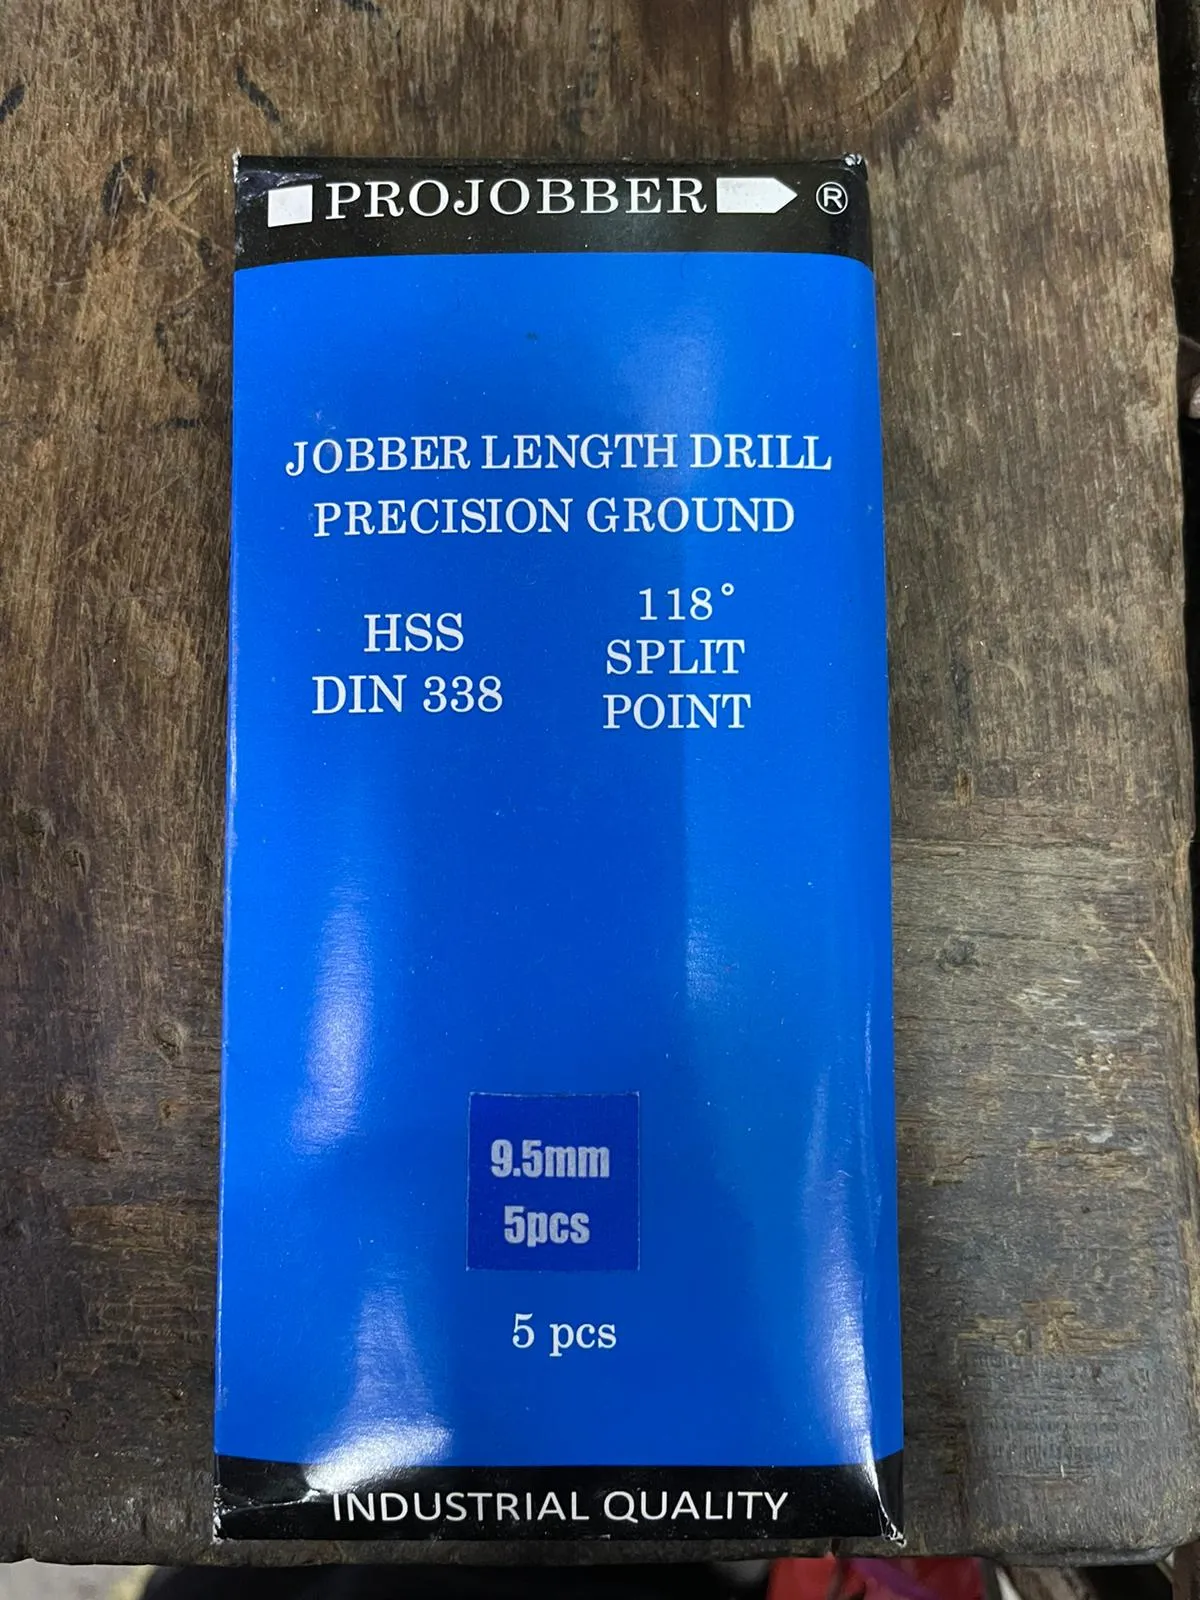 PROJOBBER ®
JOBBER LENGTH DRILL
PRECISION GROUND
HSS
DIN 338
118°
SPLIT
POINT
9.5mm
5pcs
5 pcs
INDUSTRIAL QUALITY